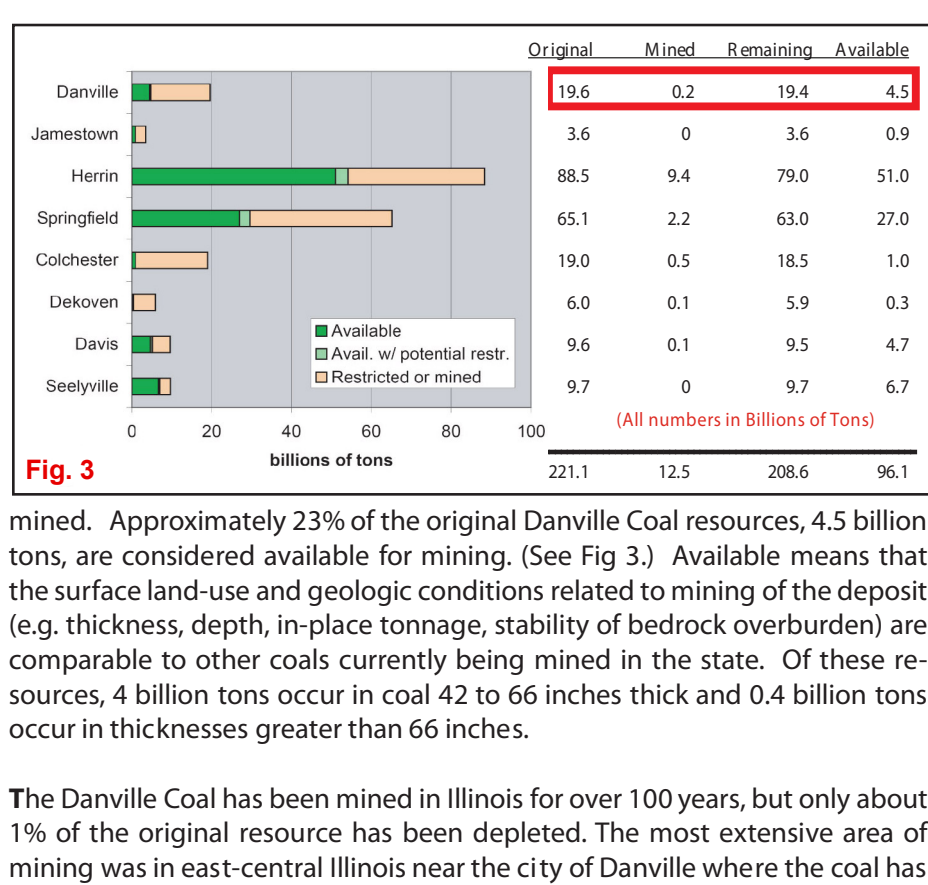 Original Mined Remaining Available
Danville 19.6 0.2 19.4 4.5
Jamestown 3.6 0 3.6 0.9
Herrin 88.5 9.4 79.0 51.0
Springfield 65.1 2.2 63.0 27.0
Colchester 19.0 0.5 18.5 1.0
Dekoven 6.0 0.1 5.9 0.3
Davis 9.6 0.1 9.5 4.7
Seelyville 9.7 0 9.7 6.7
Available
Avail. w/ potential restr.
Restricted or mined
(All numbers in Billions of Tons)
0 20 40 60 80 100
billions of tons
Fig. 3
221.1 12.5 208.6 96.1
mined. Approximately 23% of the original Danville Coal resources, 4.5 billion
tons, are considered available for mining. (See Fig 3.) Available means that
the surface land-use and geologic conditions related to mining of the deposit
(e.g. thickness, depth, in-place tonnage, stability of bedrock overburden) are
comparable to other coals currently being mined in the state. Of these re-
sources, 4 billion tons occur in coal 42 to 66 inches thick and 0.4 billion tons
occur in thicknesses greater than 66 inches.
The Danville Coal has been mined in Illinois for over 100 years, but only about
1% of the original resource has been depleted. The most extensive area of
mining was in east-central Illinois near the city of Danville where the coal has